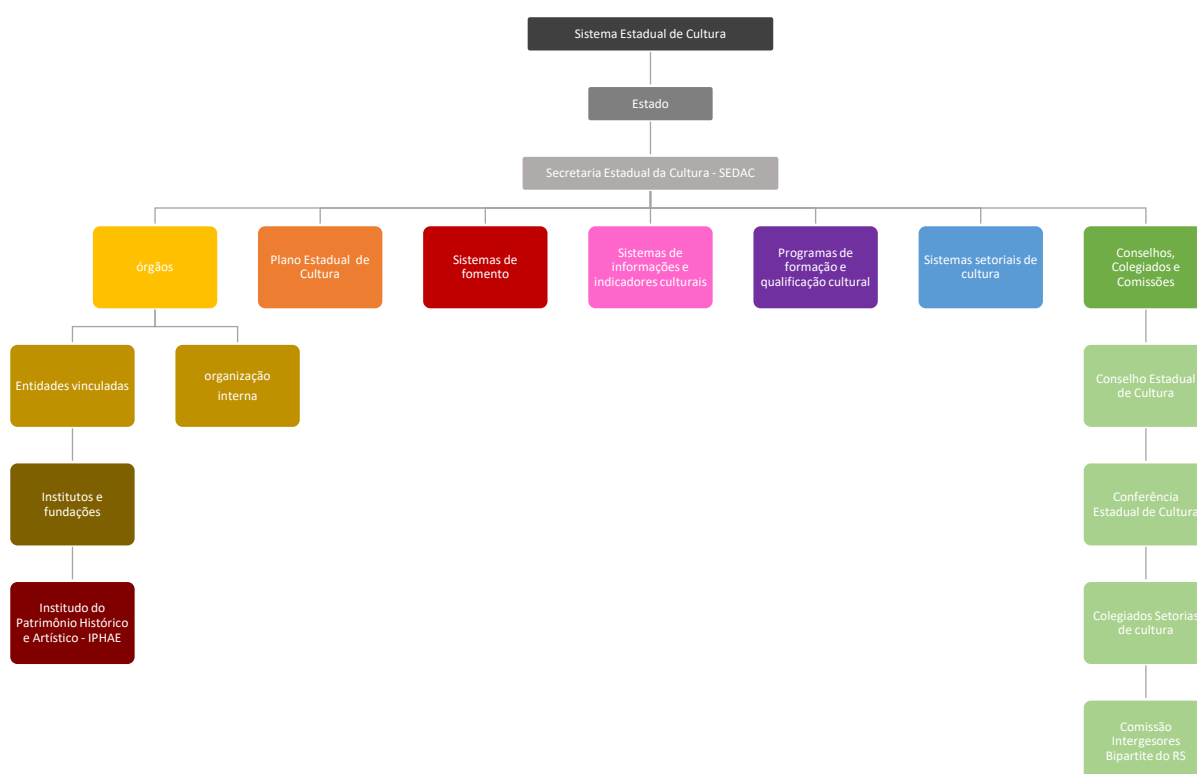 Sistema Estadual de Cultura
Estado
Secretaria Estadual da Cultura - SEDAC
órgãos
Plano Estadual de
Cultura
Sistemas de
fomento
Sistemas de
informações e
indicadores culturais
Programas de
formação e
qualificação cultural
Sistemas setoriais de
cultura
Conselhos,
Colegiados e
Comissões
Entidades vinculadas
organização
interna
Conselho Estadual
de Cultura
Institutos e
fundações
Conferência
Estadual de Cultura
Institudo do
Patrimônio Histórico
e Artístico - IPHAE
Colegiados Setorias
de cultura
Comissão
Intergesores
Bipartite do RS